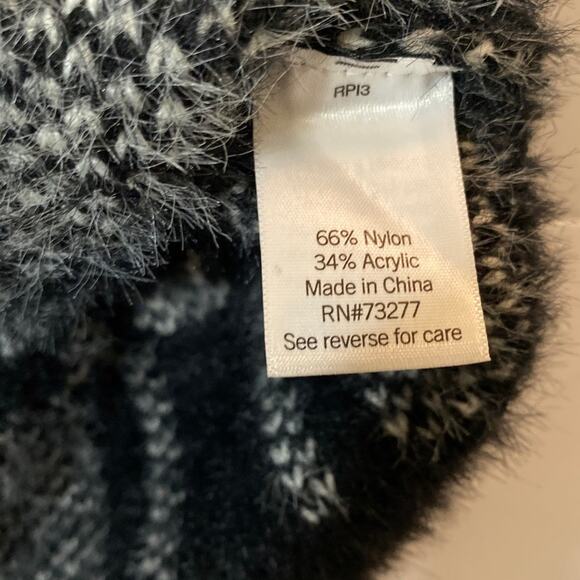 RPI3
66% Nylon
34% Acrylic
Made in China
RN#73277
See reverse for care